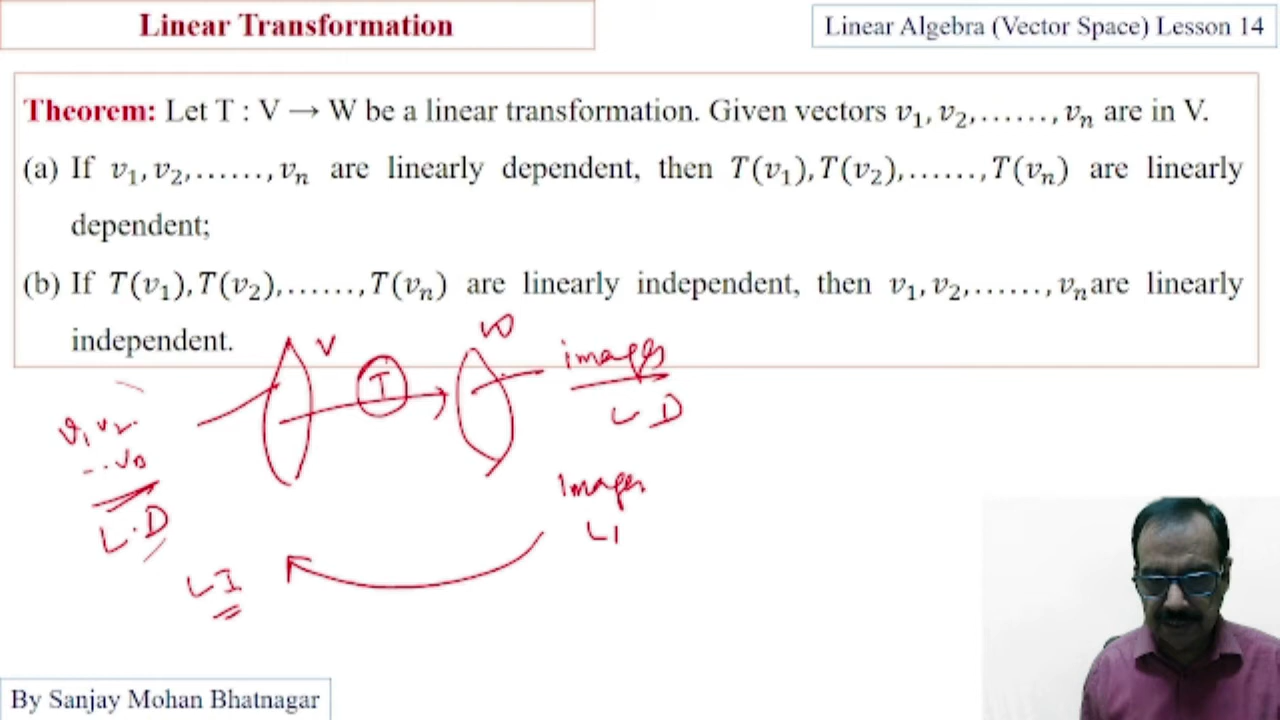 Linear Transformation
Linear Algebra (Vector Space) Lesson 14
Theorem: Let T : V → W be a linear transformation. Given vectors v₁, v₂,……, vₙ are in V.
(a) If v₁, v₂,……, vₙ are linearly dependent, then T(v₁), T(v₂),……, T(vₙ) are linearly
dependent;
(b) If T(v₁), T(v₂),……, T(vₙ) are linearly independent, then v₁, v₂,……, vₙare linearly
independent.
V
T
W
images
L D
v₁ v₂.
-..vₙ
L.D
Images
LI
LI
By Sanjay Mohan Bhatnagar